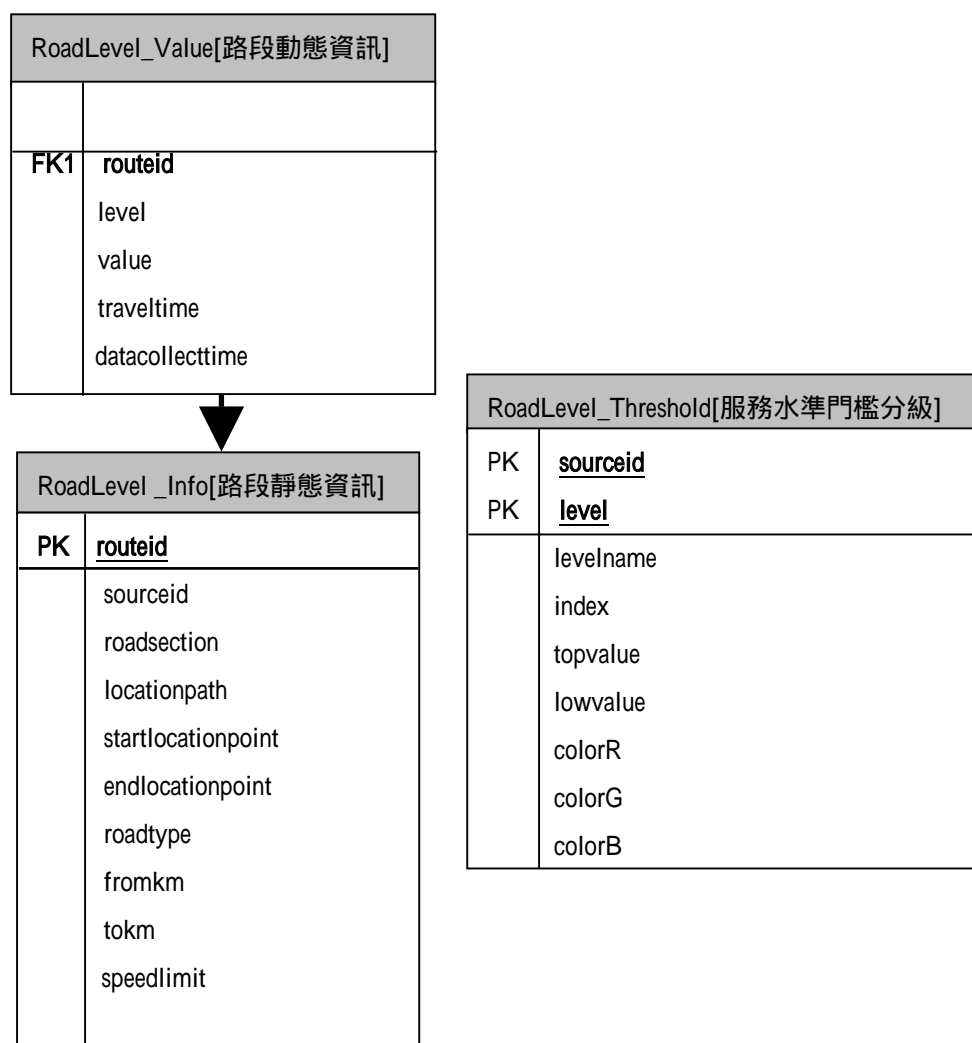 RoadLevel_Value[路段動態資訊]
FK1 routeid
level
value
traveltime
datacollecttime
RoadLevel _Info[路段靜態資訊]
PK routeid
sourceid
roadsection
locationpath
startlocationpoint
endlocationpoint
roadtype
fromkm
tokm
speedlimit
RoadLevel_Threshold[服務水準門檻分級]
PK sourceid
PK level
levelname
index
topvalue
lowvalue
colorR
colorG
colorB